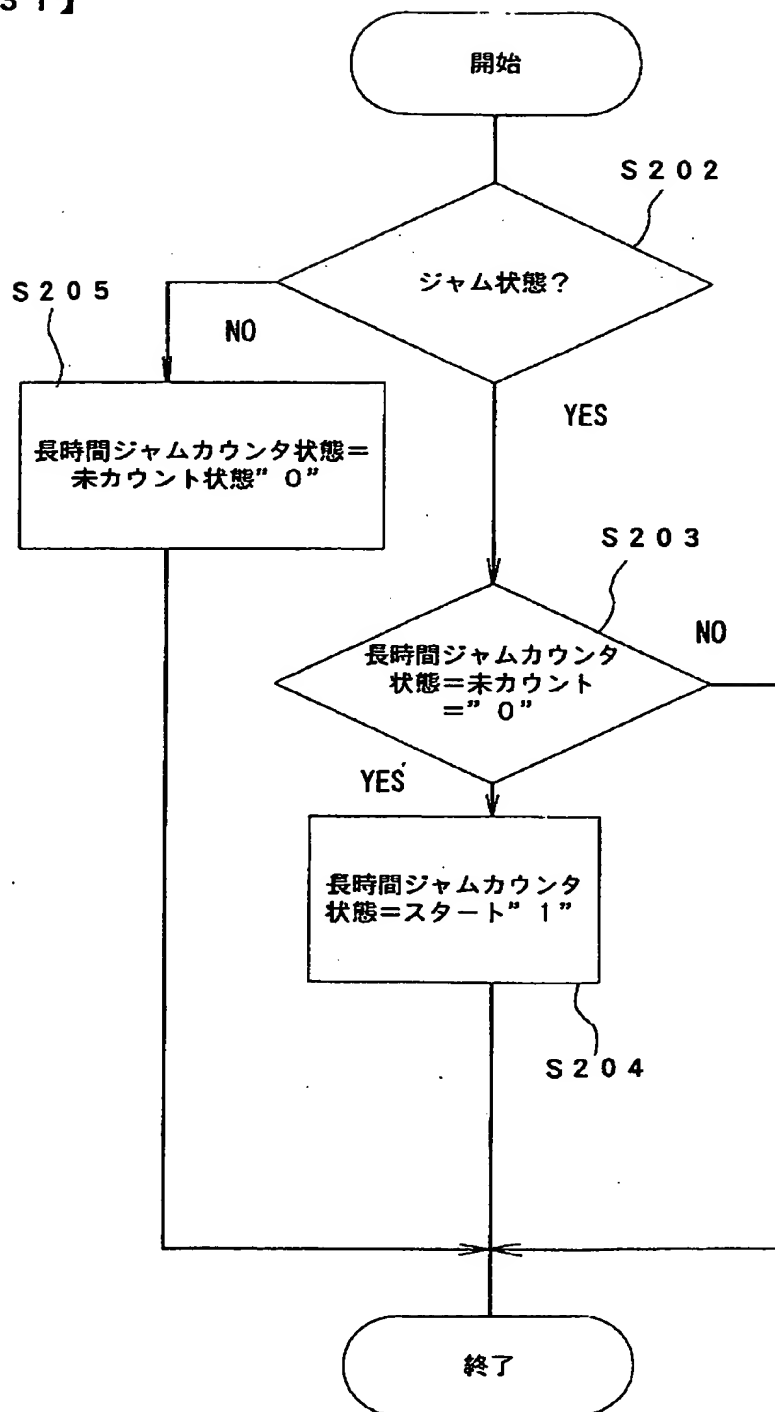 ３１】
開始
Ｓ２０２
ジャム状態？
Ｓ２０５
NO
YES
長時間ジャムカウンタ状態＝
未カウント状態”０”
Ｓ２０３
NO
長時間ジャムカウンタ
状態＝未カウント
＝”０”
YES
長時間ジャムカウンタ
状態＝スタート”１”
Ｓ２０４
終了